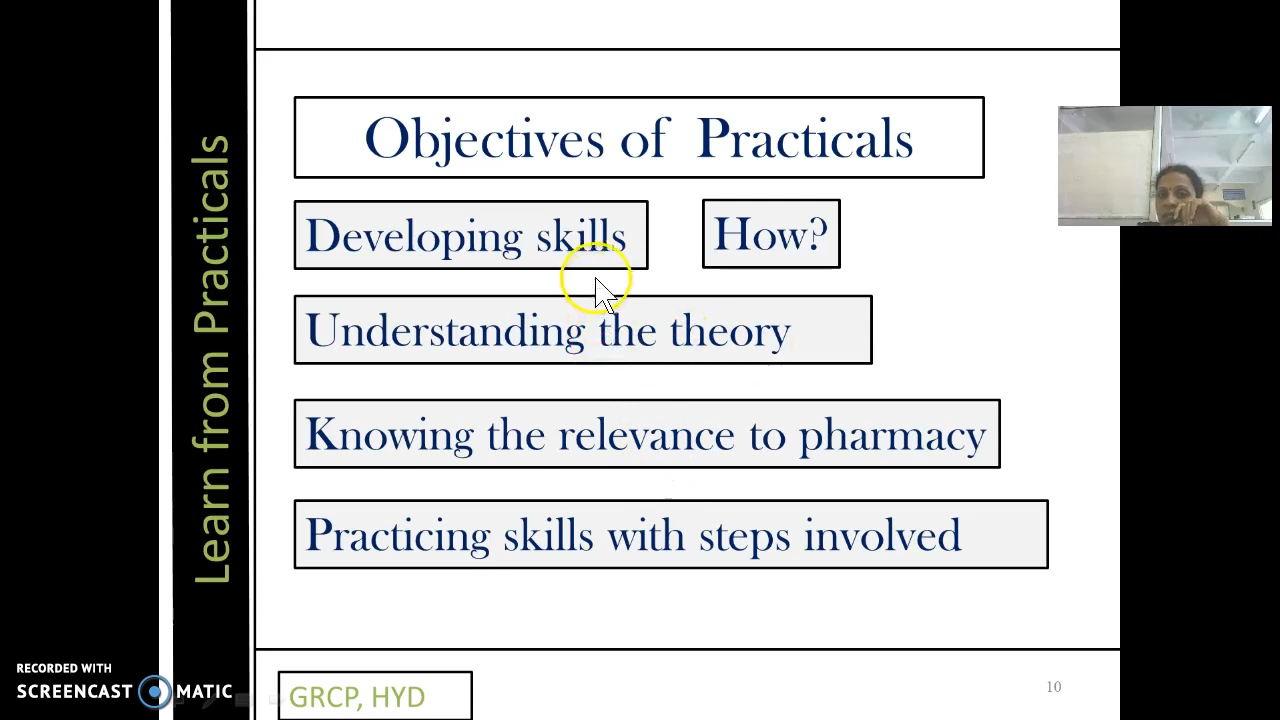 Learn from Practicals
Objectives of Practicals
Developing skills
How?
Understanding the theory
Knowing the relevance to pharmacy
Practicing skills with steps involved
GRCP, HYD
10
RECORDED WITH
SCREENCAST MATIC